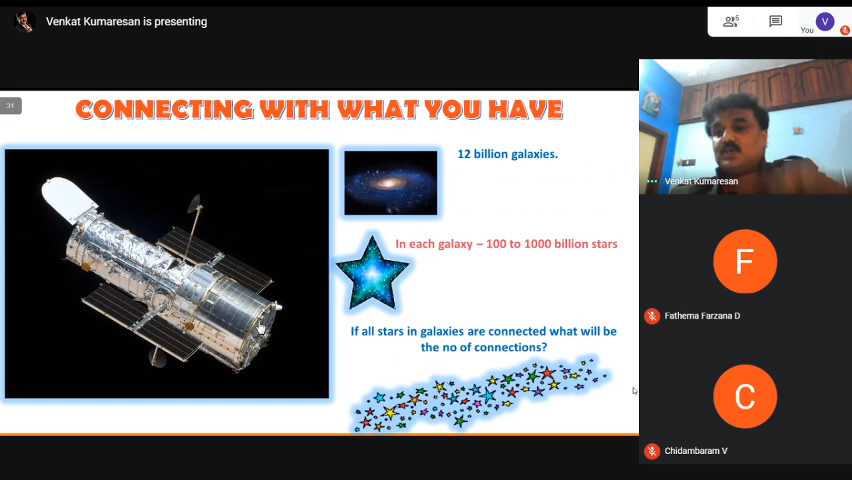 Venkat Kumaresan is presenting
6
You
V
31
CONNECTING WITH WHAT YOU HAVE
12 billion galaxies.
In each galaxy – 100 to 1000 billion stars
If all stars in galaxies are connected what will be
the no of connections?
Venkat Kumaresan
F
Fathema Farzana D
C
Chidambaram V